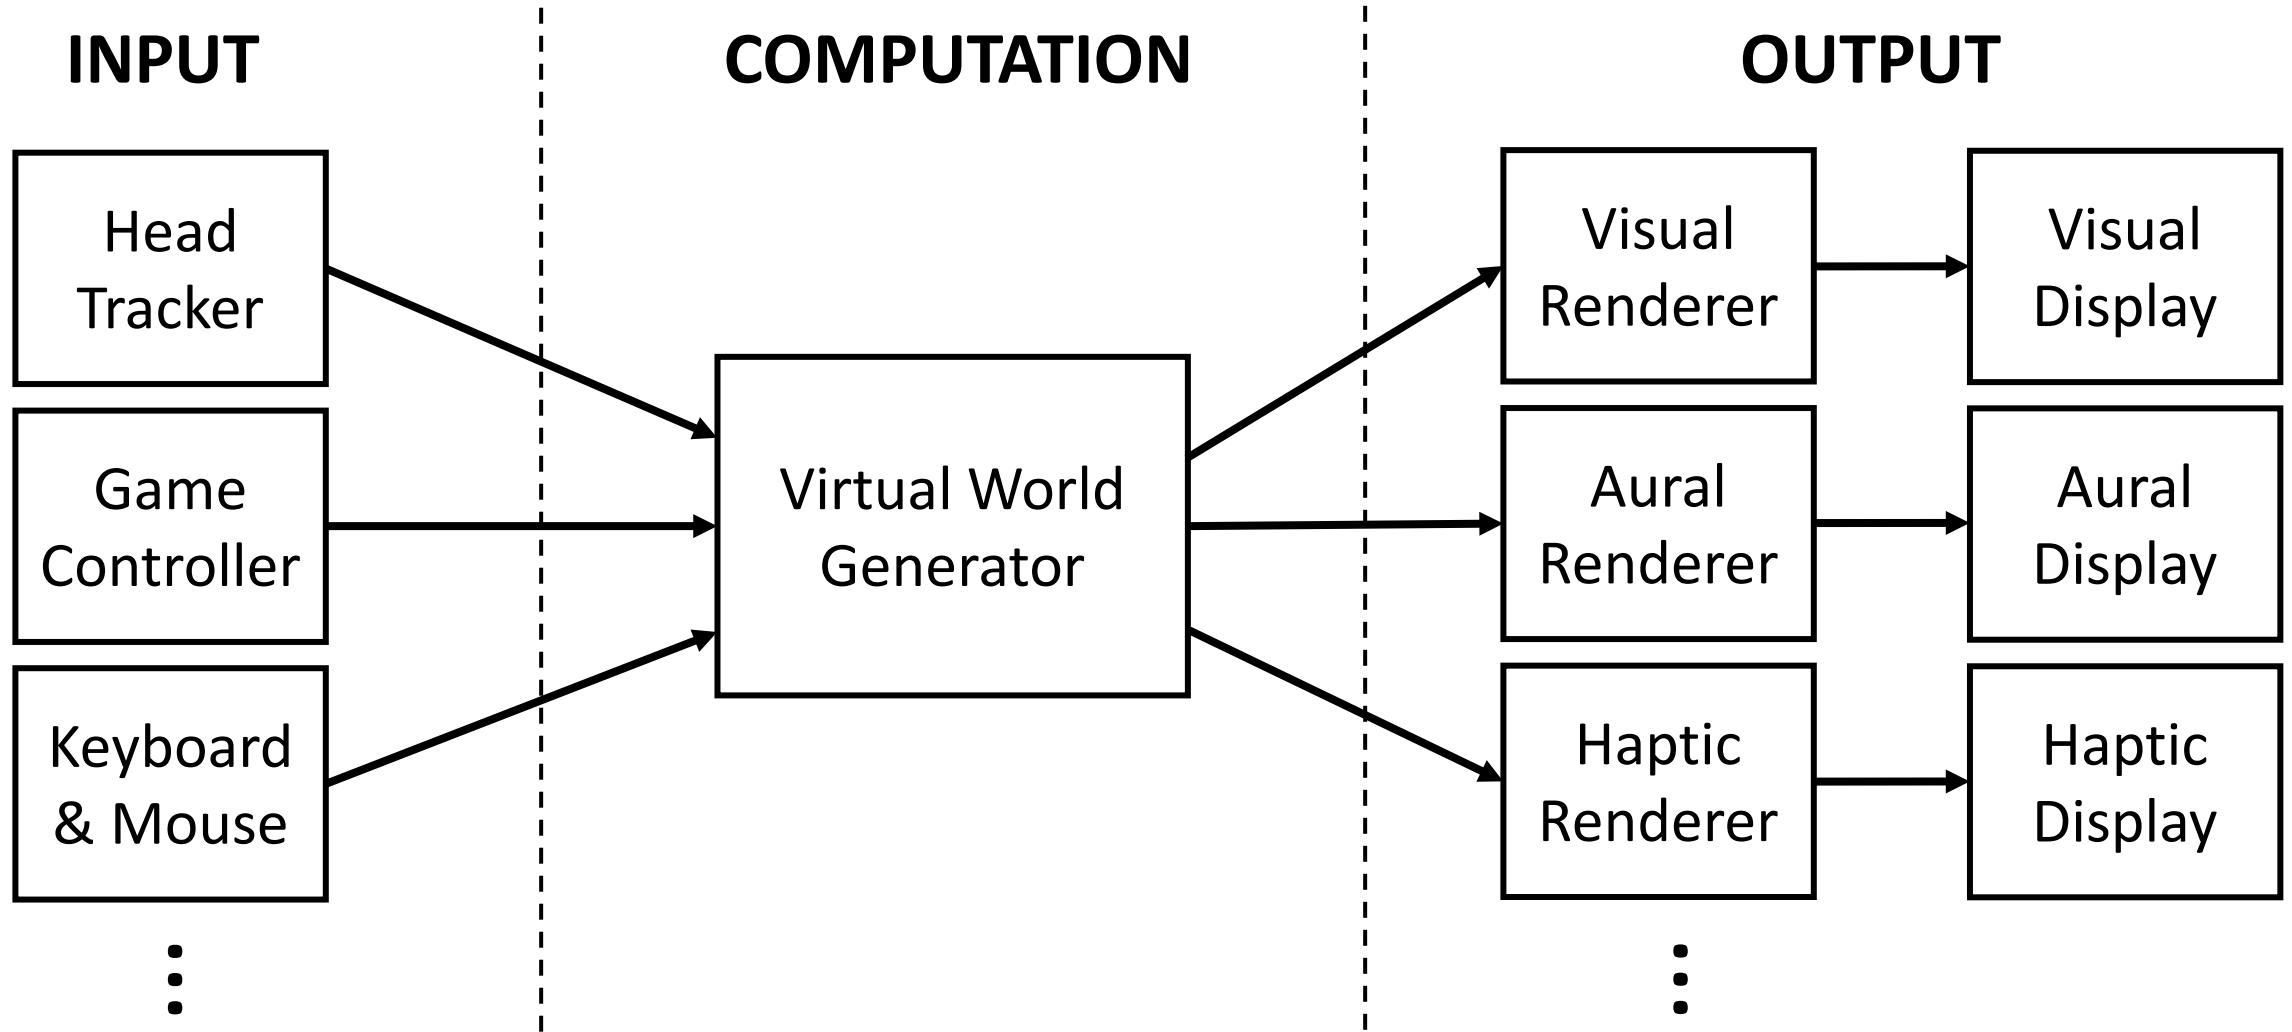 INPUT
COMPUTATION
OUTPUT
Head
Tracker
Game
Controller
Keyboard
& Mouse
Virtual World
Generator
Visual
Renderer
Visual
Display
Aural
Renderer
Aural
Display
Haptic
Renderer
Haptic
Display